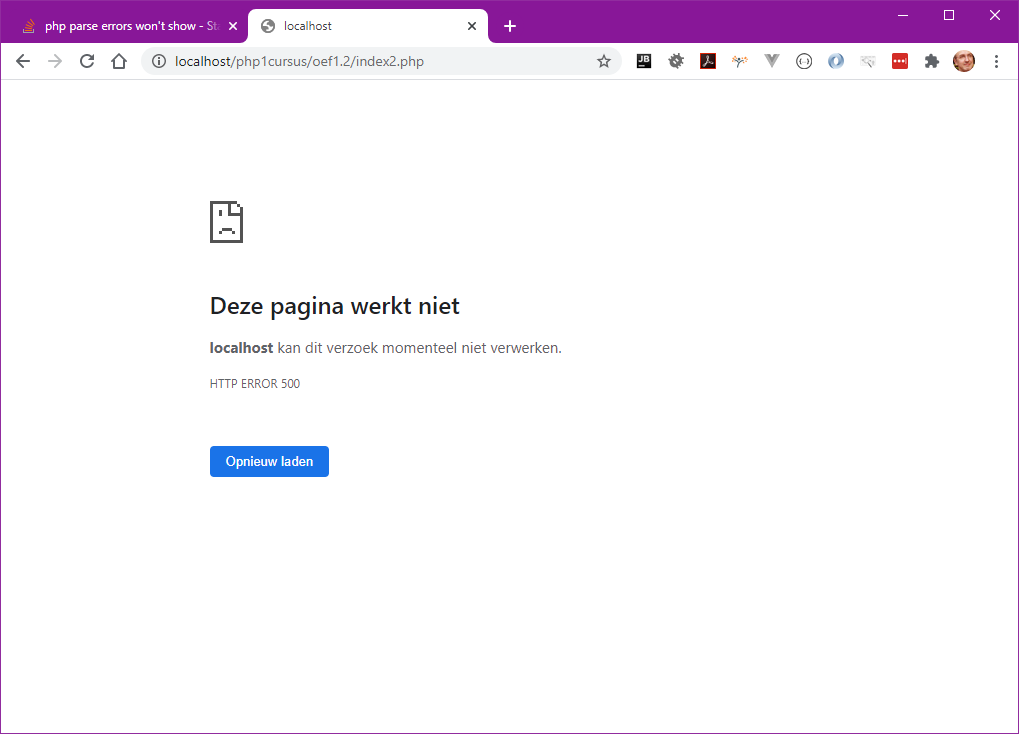 php parse errors won't show - Sta
localhost
localhost/php1cursus/oef1.2/index2.php
JB
Deze pagina werkt niet
localhost kan dit verzoek momenteel niet verwerken.
HTTP ERROR 500
Opnieuw laden